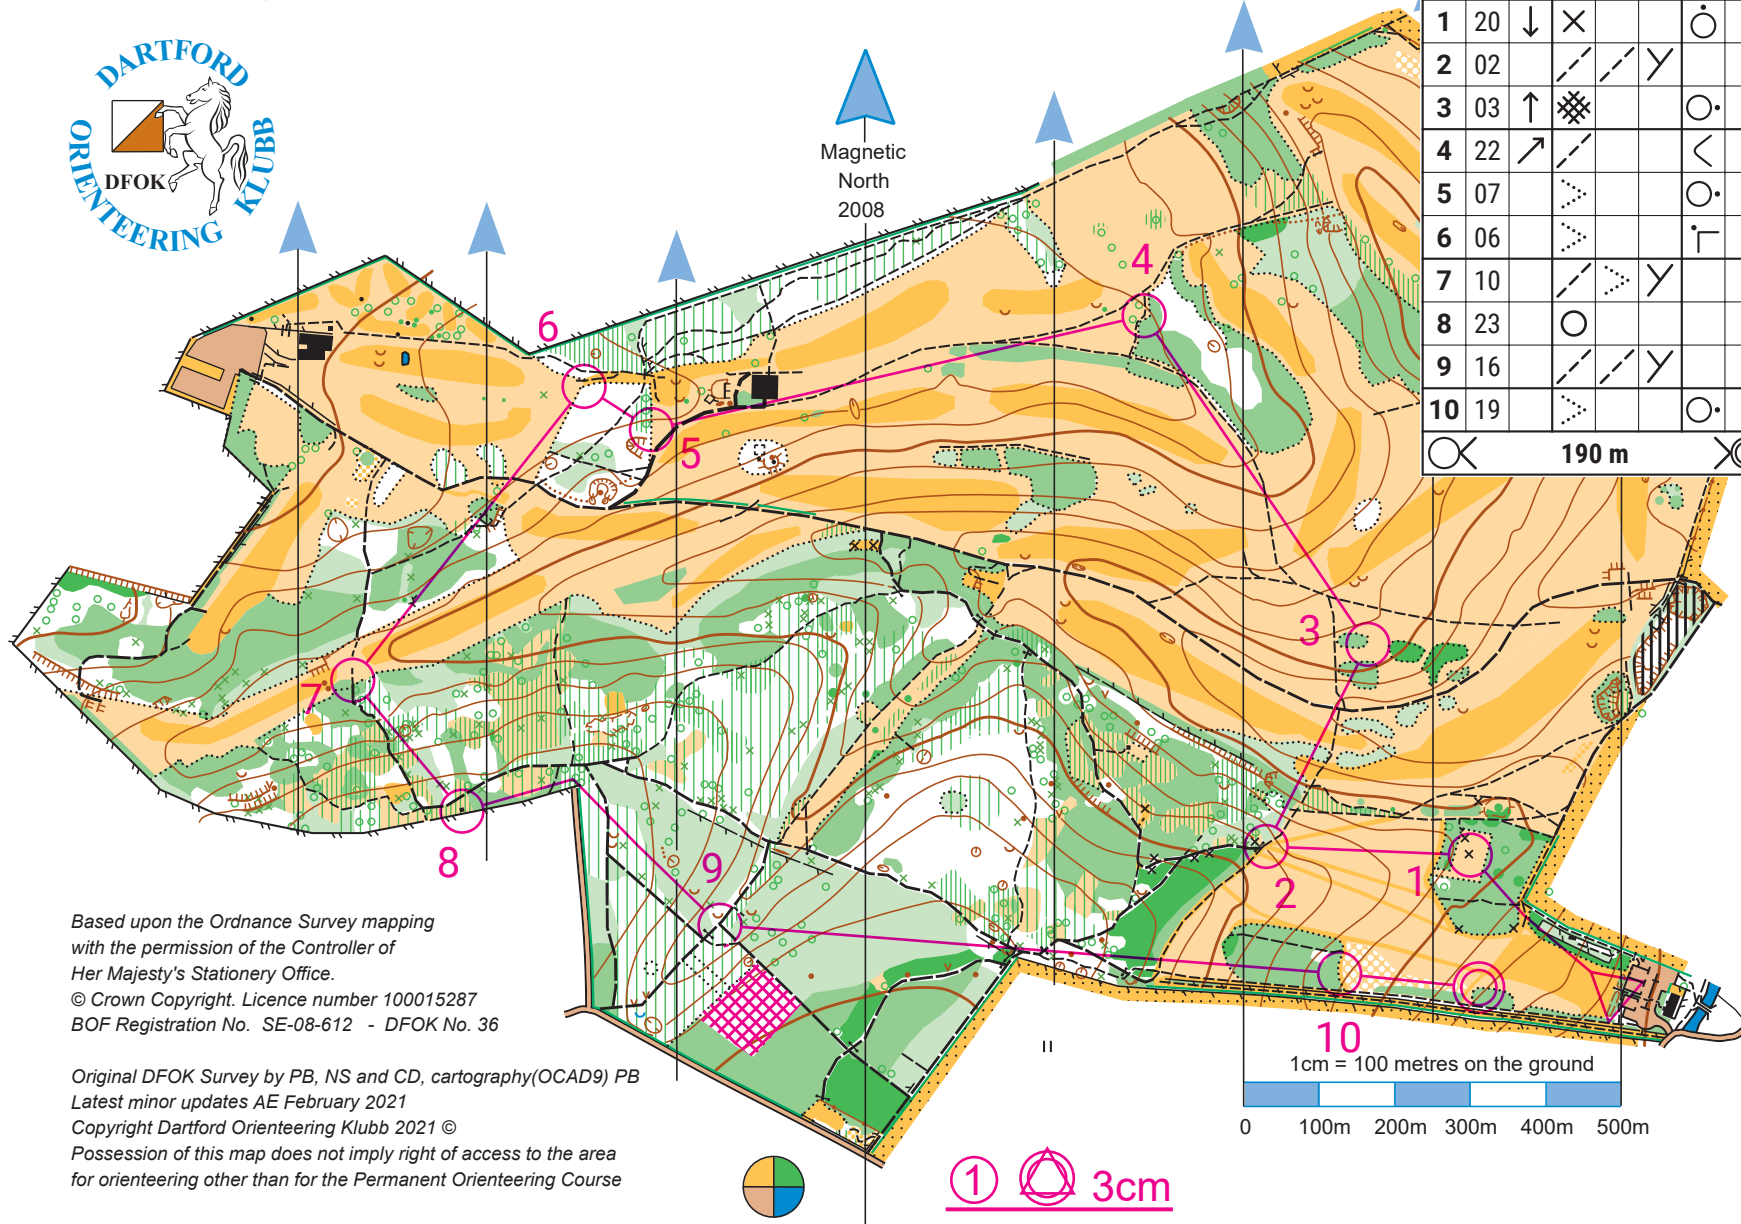 DARTFORD
ORIENTEERING
KLUBB
DFOK
Magnetic
North
2008
1 20
2 02
3 03
4 22
5 07
6 06
7 10
8 23
9 16
10 19
190 m
4
6
5
3
7
8
9
2
1
10
Based upon the Ordnance Survey mapping
with the permission of the Controller of
Her Majesty's Stationery Office.
© Crown Copyright. Licence number 100015287
BOF Registration No. SE-08-612 - DFOK No. 36
Original DFOK Survey by PB, NS and CD, cartography(OCAD9) PB
Latest minor updates AE February 2021
Copyright Dartford Orienteering Klubb 2021 ©
Possession of this map does not imply right of access to the area
for orienteering other than for the Permanent Orienteering Course
1cm = 100 metres on the ground
0 100m 200m 300m 400m 500m
1 3cm